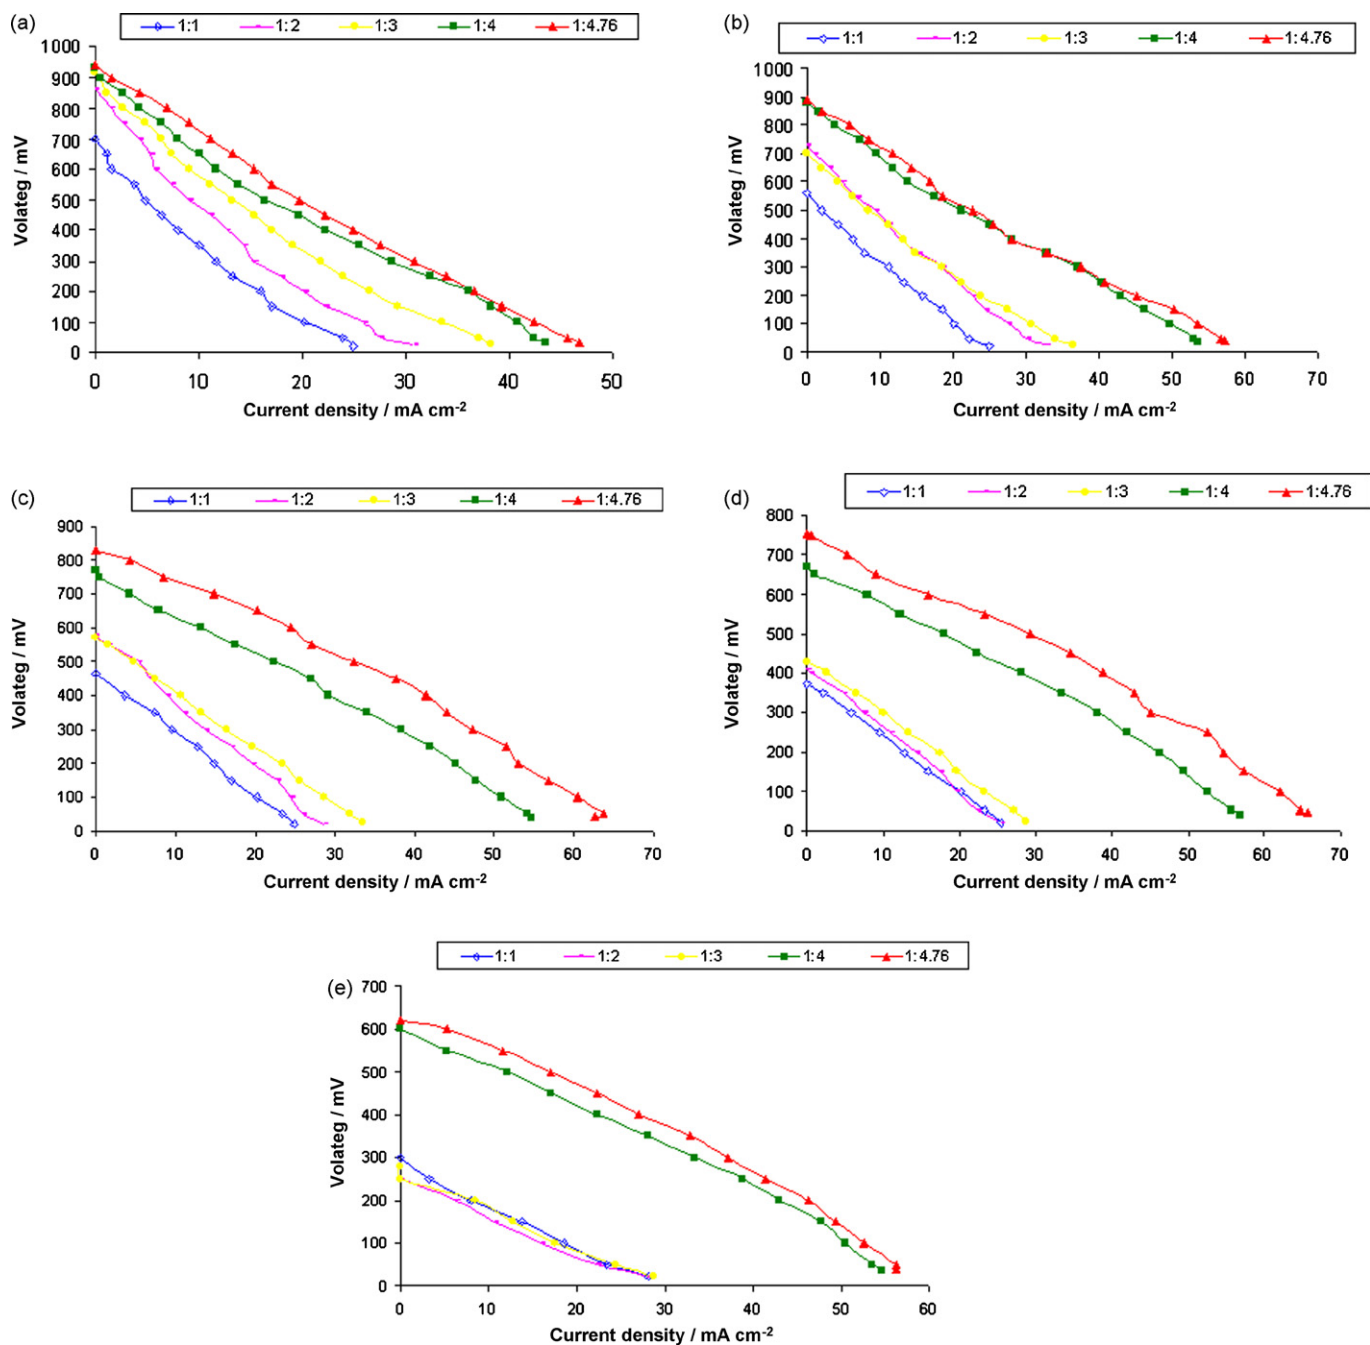 (a) 1:1 1:2 1:3 1:4 1:4.76
1000
900
800
700
600
500
400
300
200
100
0
Volateg / mV
0 10 20 30 40 50
Current density / mA cm-2
(b) 1:1 1:2 1:3 1:4 1:4.76
1000
900
800
700
600
500
400
300
200
100
0
Volateg / mV
0 10 20 30 40 50 60 70
Current density / mA cm-2
(c) 1:1 1:2 1:3 1:4 1:4.76
900
800
700
600
500
400
300
200
100
0
Volateg / mV
0 10 20 30 40 50 60 70
Current density / mA cm-2
(d) 1:1 1:2 1:3 1:4 1:4.76
800
700
600
500
400
300
200
100
0
Volateg / mV
0 10 20 30 40 50 60 70
Current density / mA cm-2
1:1 1:2 1:3 1:4 1:4.76
(e)
700
600
500
400
300
200
100
0
Volateg / mV
0 10 20 30 40 50 60
Current density / mA cm-2